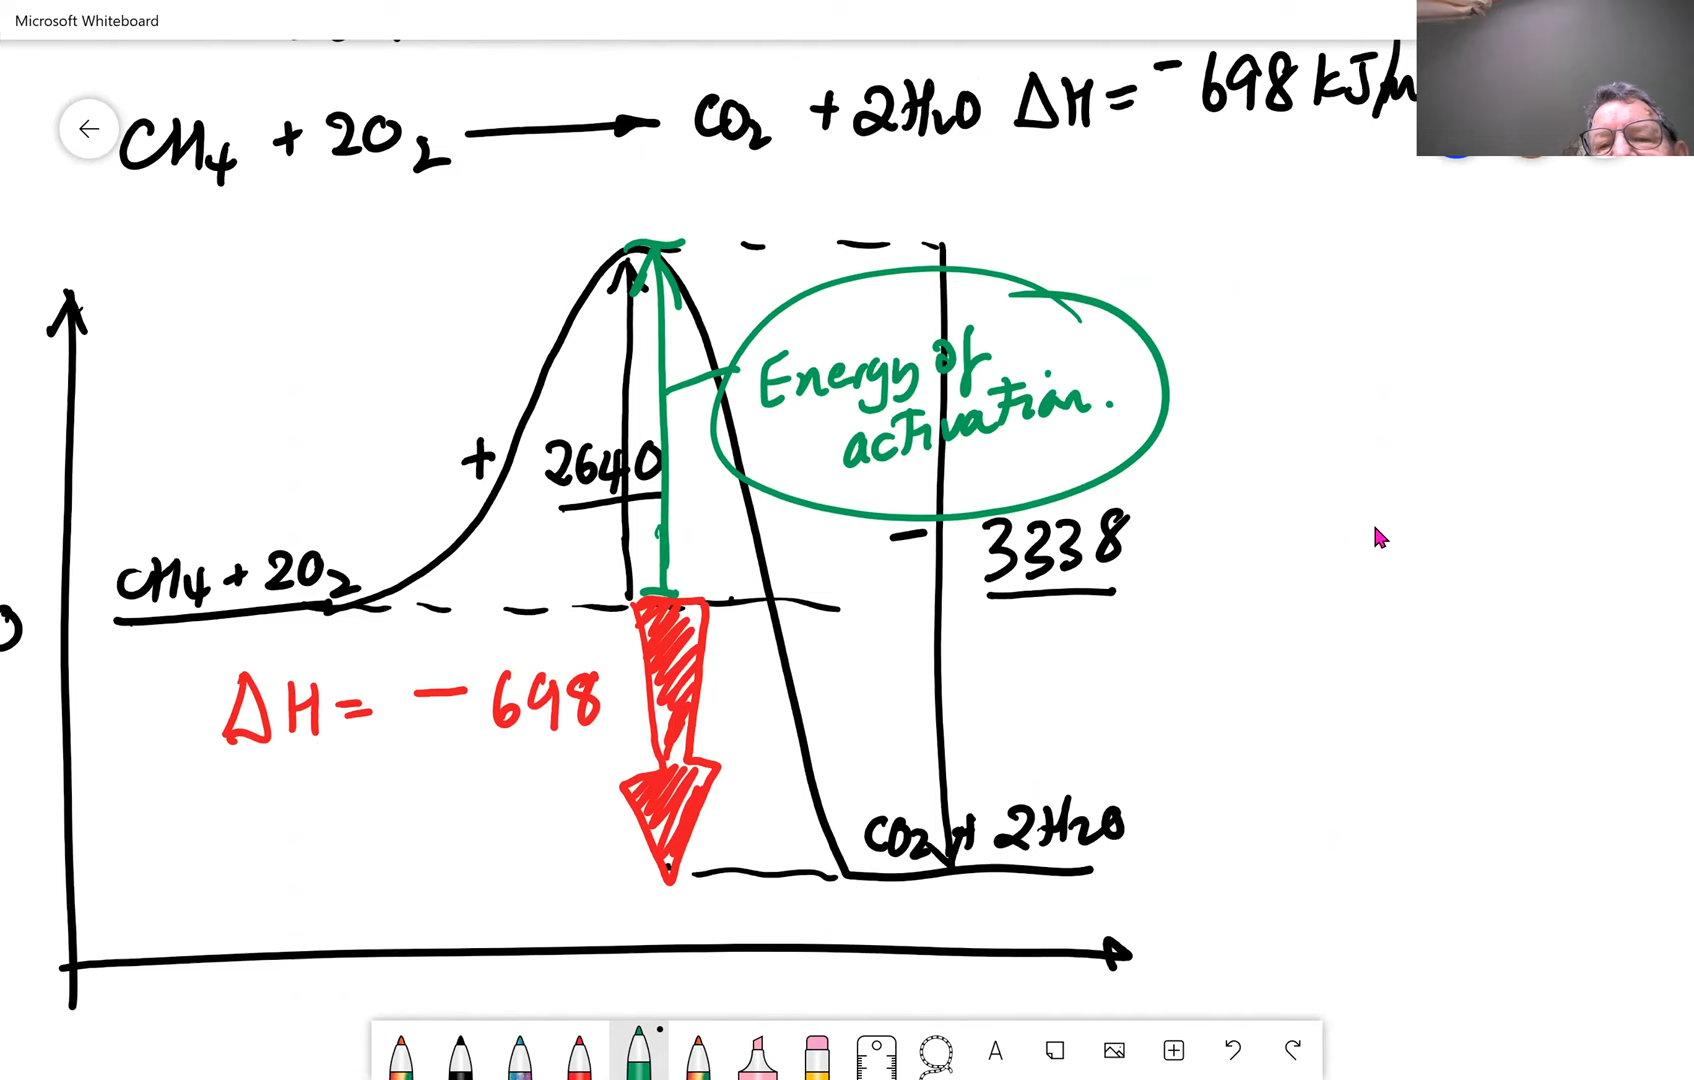 Microsoft Whiteboard
CH₄ + 2O₂ ⟶ CO₂ + 2H₂O ΔH = - 698 kJ/m
Energy of
activation.
+ 2640
- 3338
CH₄ + 2O₂
ΔH = - 698
CO₂ + 2H₂O
A